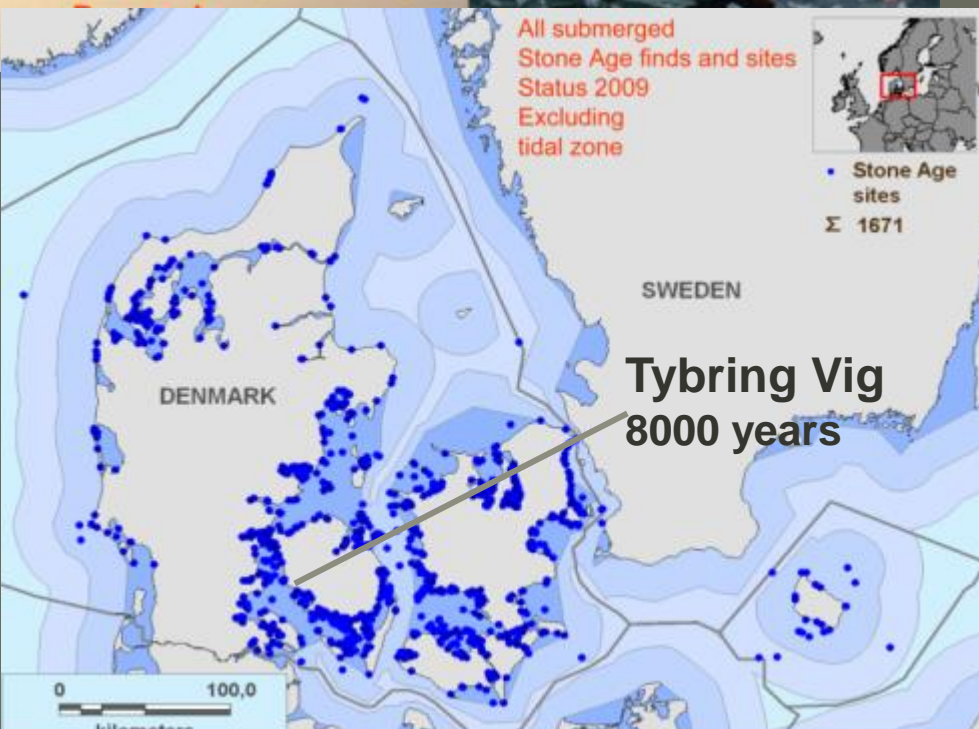 All submerged
Stone Age finds and sites
Status 2009
Excluding
tidal zone
Stone Age
sites
Σ 1671
SWEDEN
DENMARK
Tybring Vig
8000 years
0 100,0